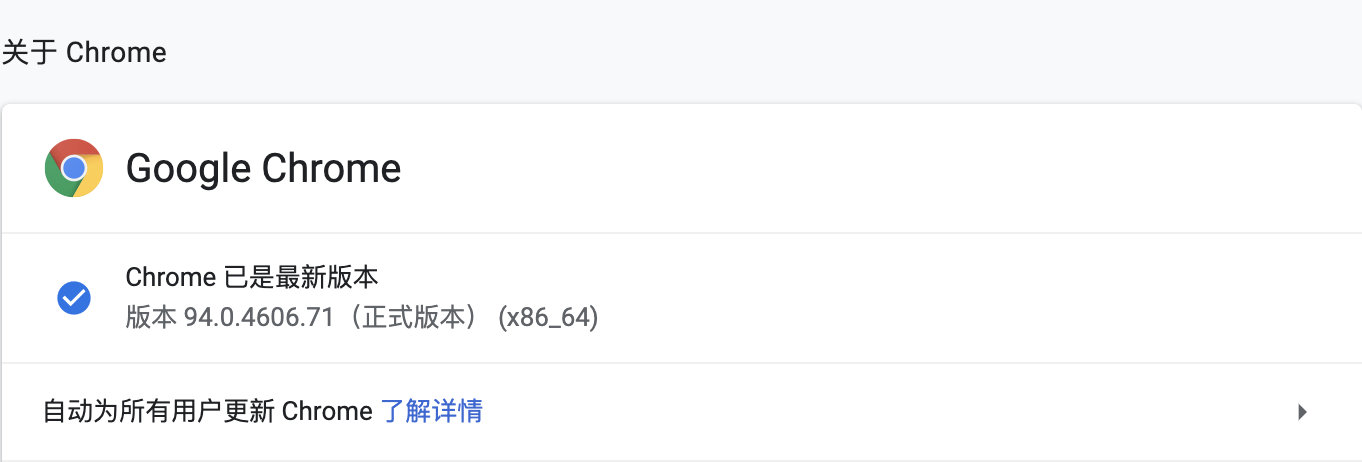 关于 Chrome
Google Chrome
Chrome 已是最新版本
版本 94.0.4606.71（正式版本） (x86_64)
自动为所有用户更新 Chrome 了解详情